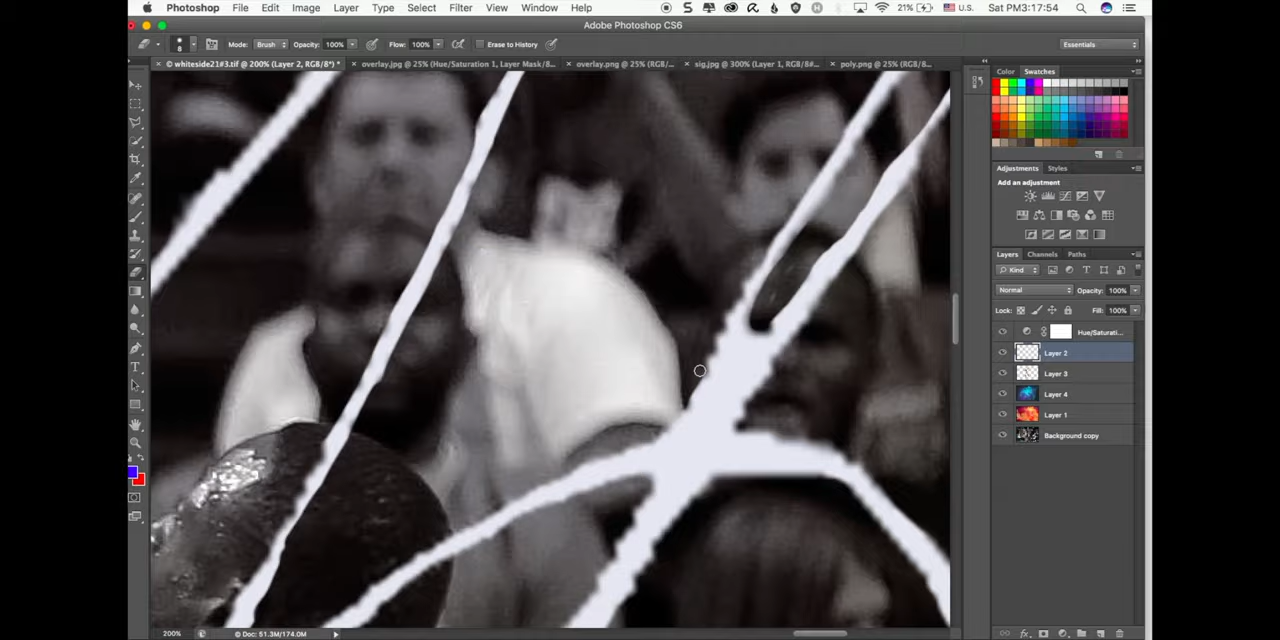 Photoshop File Edit Image Layer Type Select Filter View Window Help 21% U.S. Sat PM3:17:54
Adobe Photoshop CS6
8 Mode: Brush Opacity: 100% Flow: 100% Erase to History Essentials
× © whiteside21#3.tif @ 200% (Layer 2, RGB/8*) * × overlay.jpg @ 25% (Hue/Saturation 1, Layer Mask/8... × overlay.png @ 25% (RGB/... × sig.jpg @ 300% (Layer 1, RGB/8#... × poly.png @ 25% (RGB/8...
Color Swatches
Adjustments Styles
Add an adjustment
Layers Channels Paths
Kind
Normal Opacity: 100%
Lock: Fill: 100%
Hue/Saturati...
Layer 2
Layer 3
Layer 4
Layer 1
Background copy
200% Doc: 51.3M/174.0M
fx